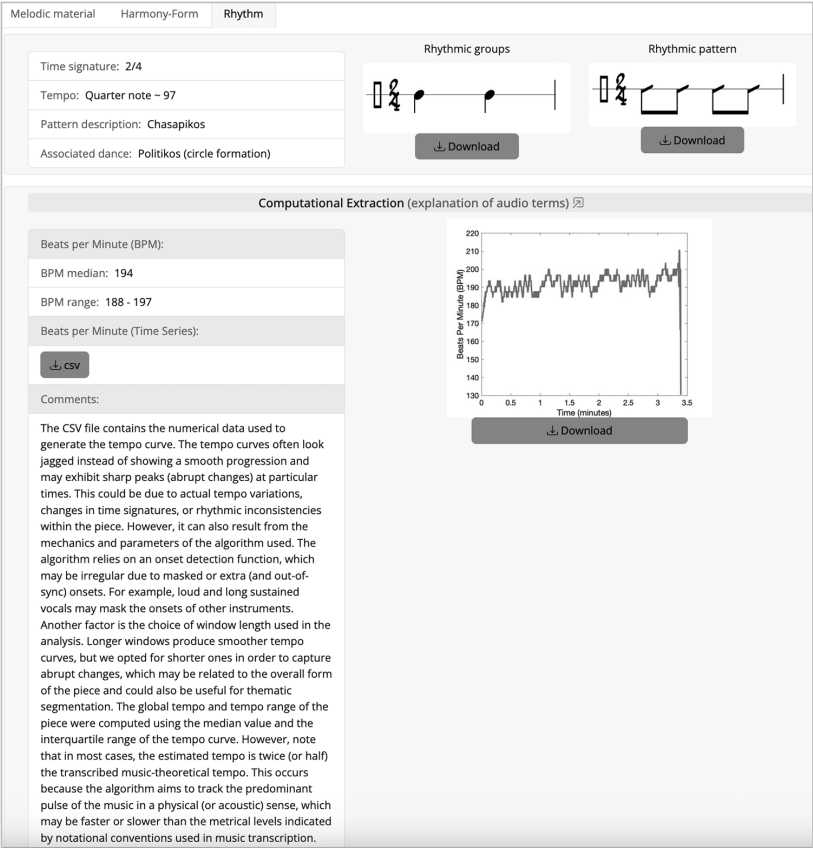 Melodic material Harmony-Form Rhythm
Time signature: 2/4
Tempo: Quarter note ~ 97
Pattern description: Chasapikos
Associated dance: Politikos (circle formation)
Rhythmic groups
2
4
Download
Rhythmic pattern
2
4
Download
Computational Extraction (explanation of audio terms)
Beats per Minute (BPM):
BPM median: 194
BPM range: 188 - 197
Beats per Minute (Time Series):
csv
Comments:
The CSV file contains the numerical data used to
generate the tempo curve. The tempo curves often look
jagged instead of showing a smooth progression and
may exhibit sharp peaks (abrupt changes) at particular
times. This could be due to actual tempo variations,
changes in time signatures, or rhythmic inconsistencies
within the piece. However, it can also result from the
mechanics and parameters of the algorithm used. The
algorithm relies on an onset detection function, which
may be irregular due to masked or extra (and out-of-
sync) onsets. For example, loud and long sustained
vocals may mask the onsets of other instruments.
Another factor is the choice of window length used in the
analysis. Longer windows produce smoother tempo
curves, but we opted for shorter ones in order to capture
abrupt changes, which may be related to the overall form
of the piece and could also be useful for thematic
segmentation. The global tempo and tempo range of the
piece were computed using the median value and the
interquartile range of the tempo curve. However, note
that in most cases, the estimated tempo is twice (or half)
the transcribed music-theoretical tempo. This occurs
because the algorithm aims to track the predominant
pulse of the music in a physical (or acoustic) sense, which
may be faster or slower than the metrical levels indicated
by notational conventions used in music transcription.
Beats Per Minute (BPM)
220
210
200
190
180
170
160
150
140
130
0 0.5 1 1.5 2 2.5 3 3.5
Time (minutes)
Download